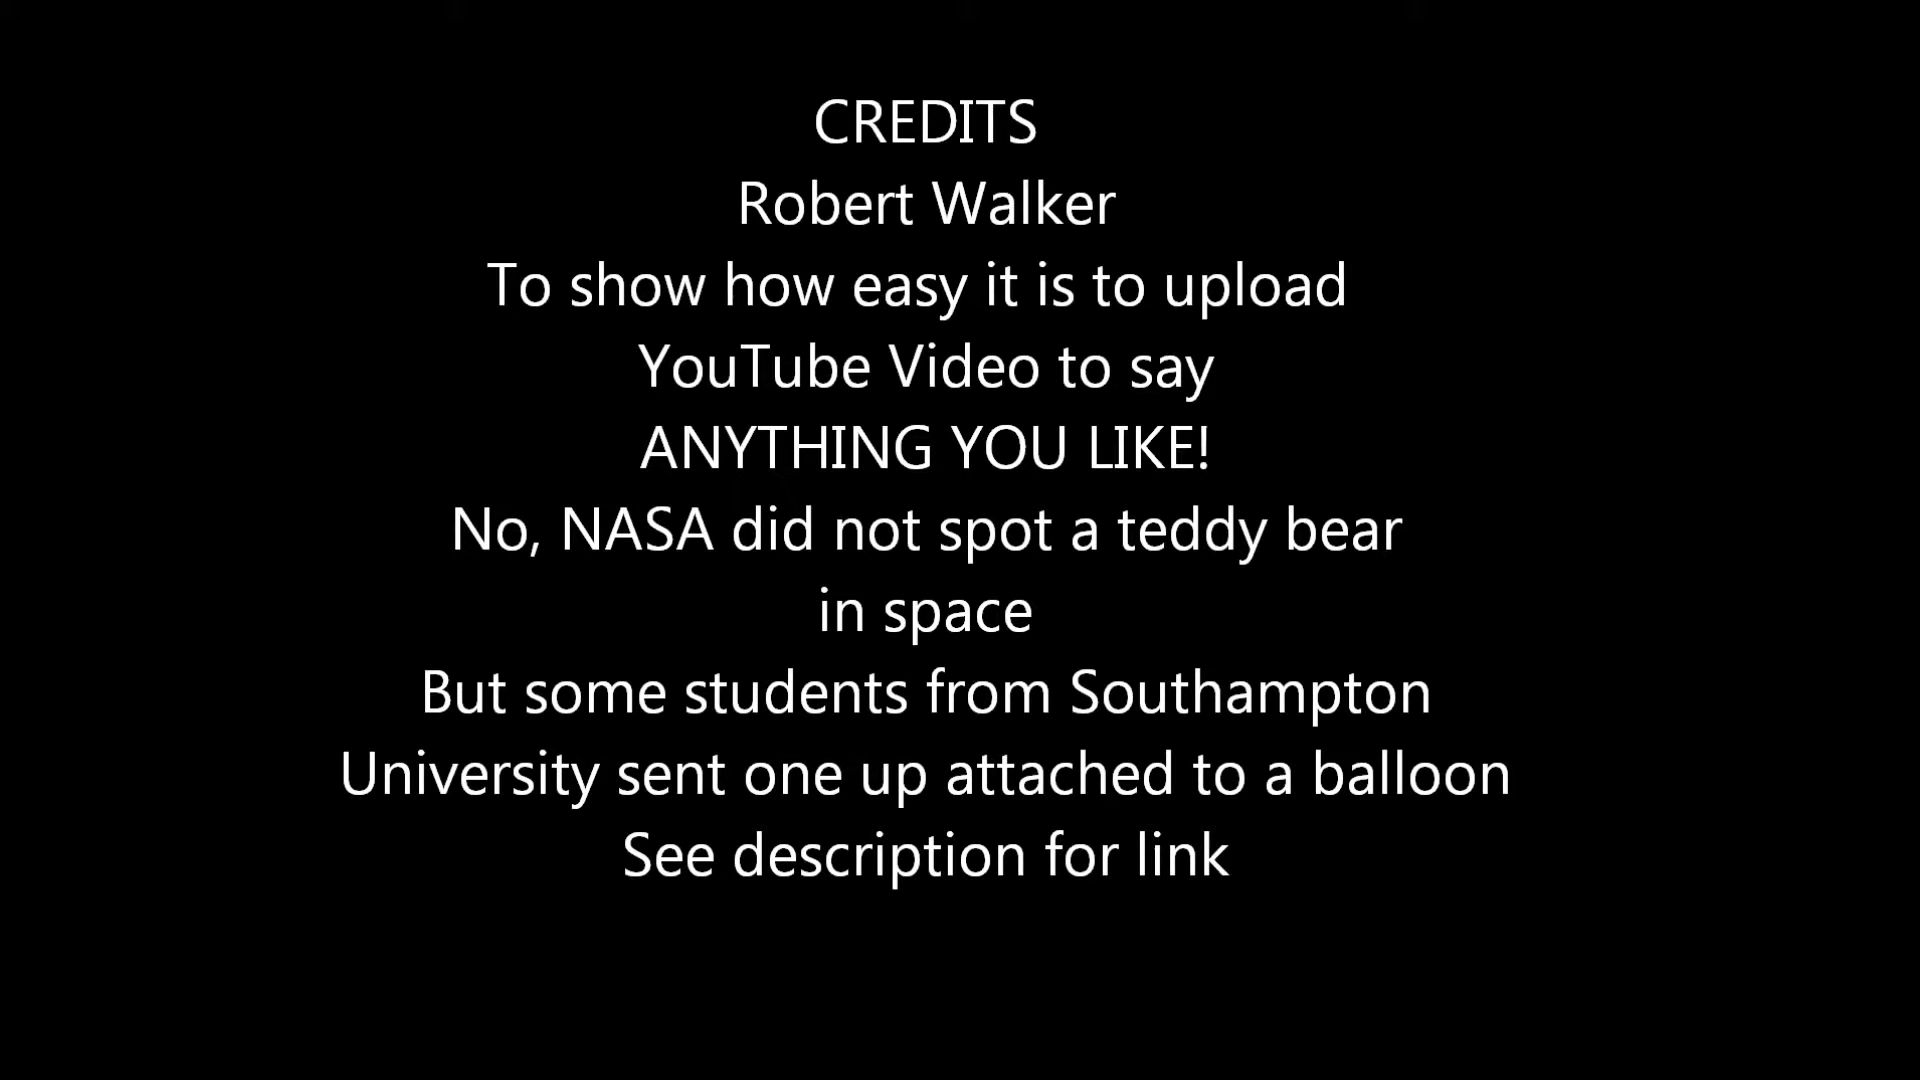 CREDITS
Robert Walker
To show how easy it is to upload
YouTube Video to say
ANYTHING YOU LIKE!
No, NASA did not spot a teddy bear
in space
But some students from Southampton
University sent one up attached to a balloon
See description for link